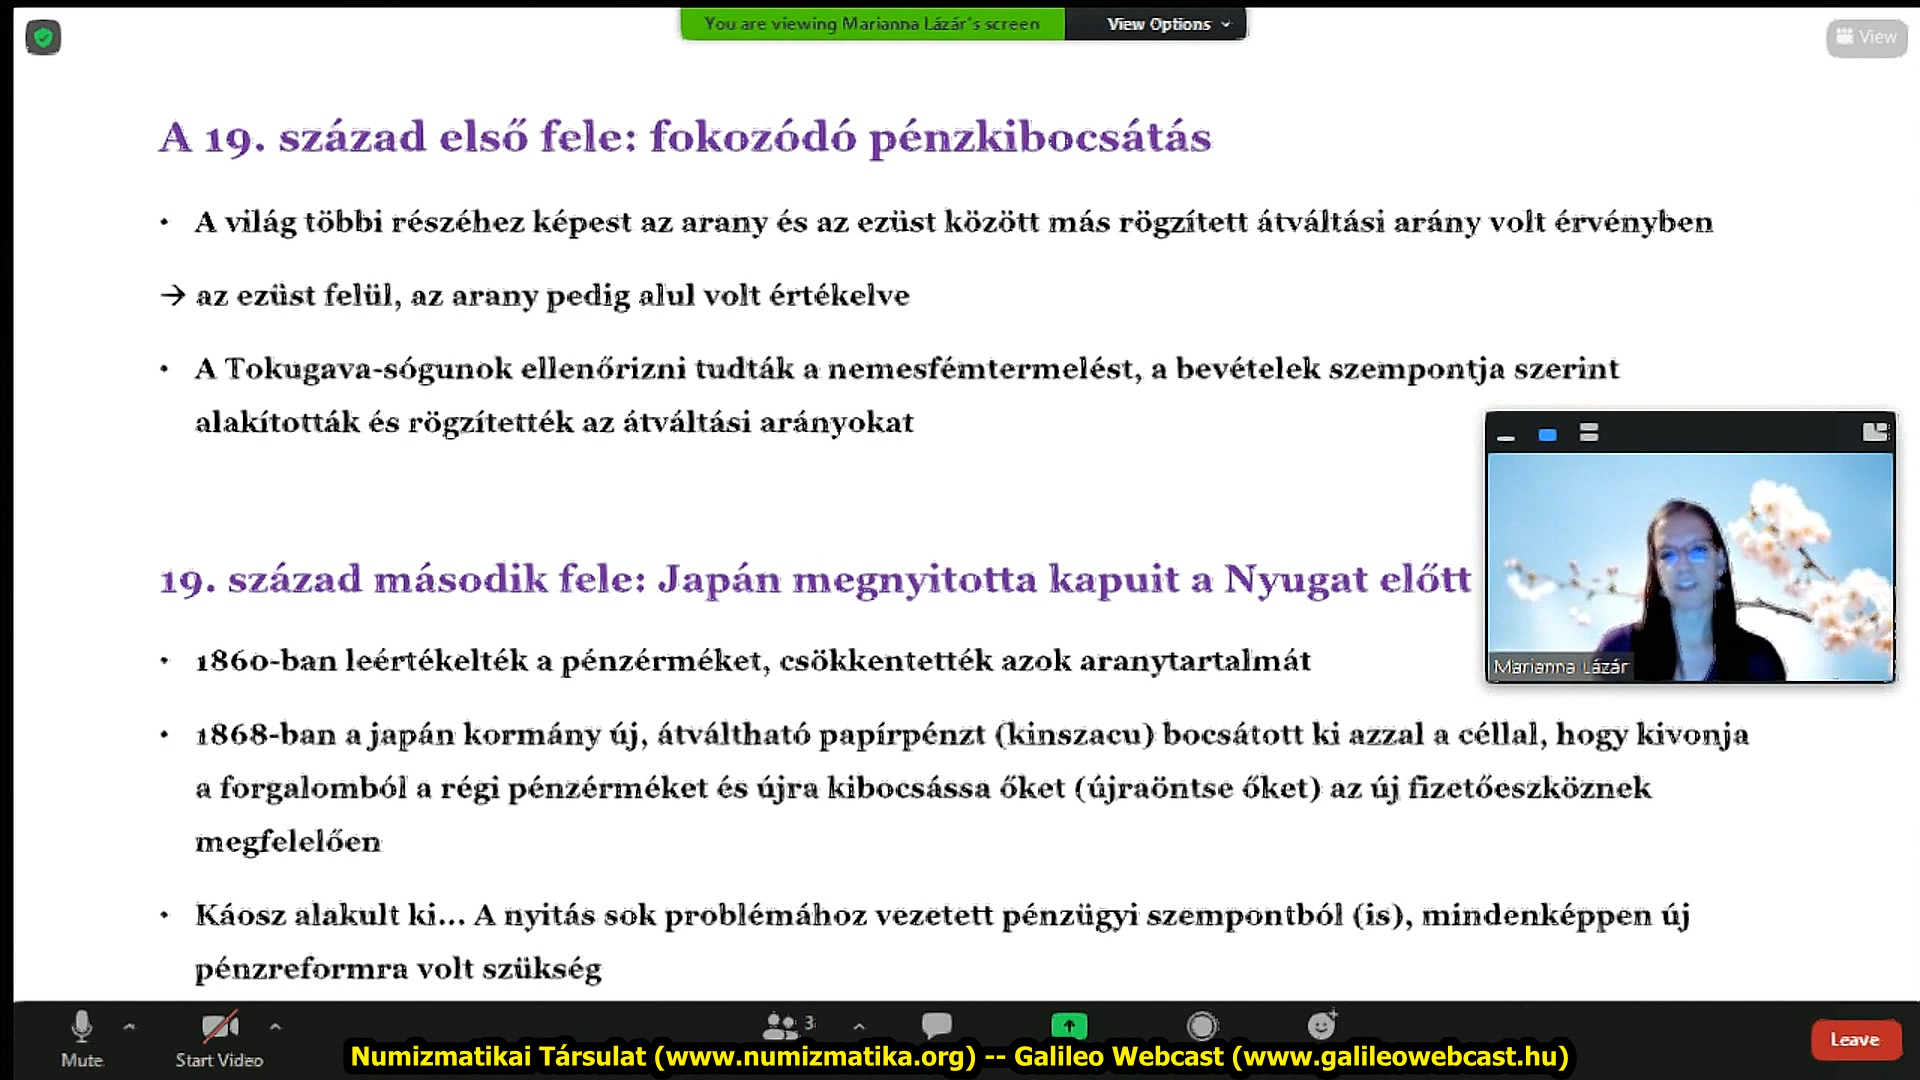 You are viewing Marianna Lázár's screen
View Options
View
A 19. század első fele: fokozódó pénzkibocsátás
• A világ többi részéhez képest az arany és az ezüst között más rögzített átváltási arány volt érvényben
→ az ezüst felül, az arany pedig alul volt értékelve
• A Tokugava-sógunok ellenőrizni tudták a nemesfémtermelést, a bevételek szempontja szerint
alakították és rögzítették az átváltási arányokat
19. század második fele: Japán megnyitotta kapuit a Nyugat előtt
Marianna Lázár
• 1860-ban leértékelték a pénzérméket, csökkentették azok aranytartalmát
• 1868-ban a japán kormány új, átváltható papírpénzt (kinszacu) bocsátott ki azzal a céllal, hogy kivonja
a forgalomból a régi pénzérméket és újra kibocsássa őket (újraöntse őket) az új fizetőeszköznek
megfelelően
• Káosz alakult ki... A nyitás sok problémához vezetett pénzügyi szempontból (is), mindenképpen új
pénzreformra volt szükség
3
Mute
Start Video
Leave
Numizmatikai Társulat (www.numizmatika.org) -- Galileo Webcast (www.galileowebcast.hu)